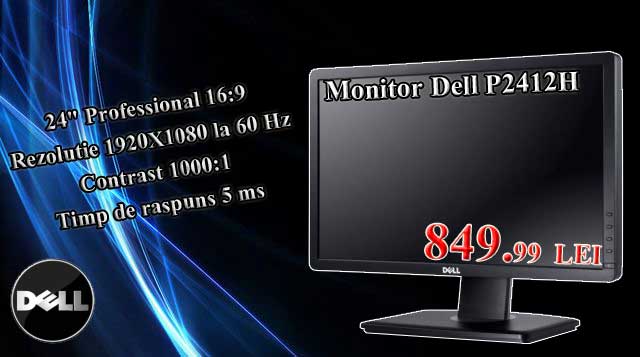 24" Professional 16:9
Rezolutie 1920X1080 la 60 Hz
Contrast 1000:1
Timp de raspuns 5 ms
DELL
Monitor Dell P2412H
849.99 LEI
DELL